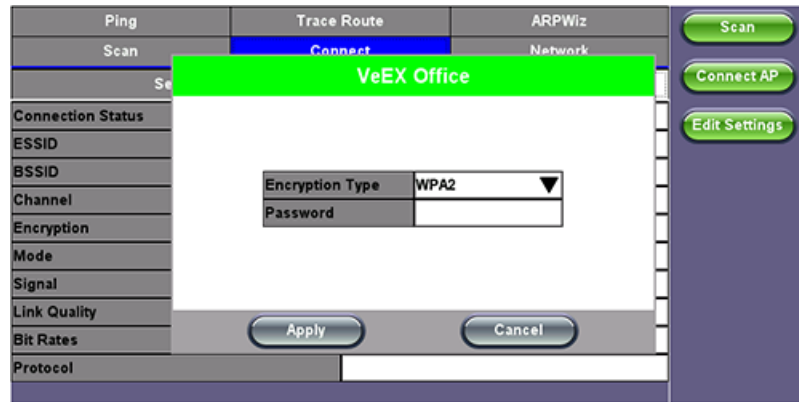 Ping Trace Route ARPWiz
Scan
Scan Connect Network
VeEX Office
Connect AP
Se
Connection Status
Edit Settings
ESSID
BSSID
Encryption Type WPA2
Channel
Password
Encryption
Mode
Signal
Link Quality
Apply Cancel
Bit Rates
Protocol